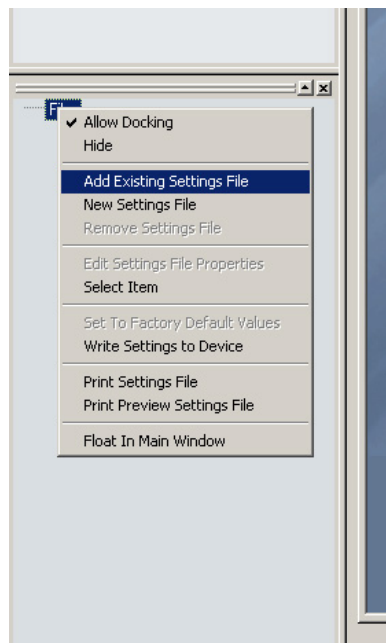 Allow Docking
Hide
Add Existing Settings File
New Settings File
Remove Settings File
Edit Settings File Properties
Select Item
Set To Factory Default Values
Write Settings to Device
Print Settings File
Print Preview Settings File
Float In Main Window